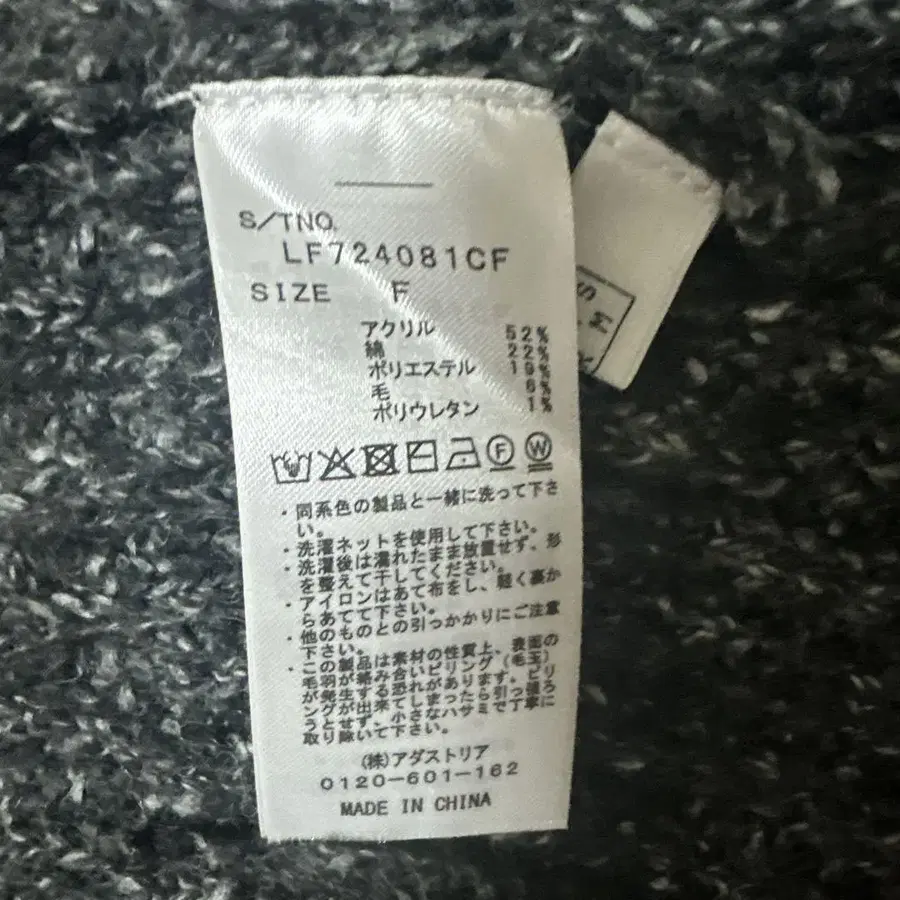 S/TNO.
LF724081CF
SIZE F
アクリル 52%
綿 22%
ポリエステル 19%
毛 6%
ポリウレタン 1%
F W
・同系色の製品と一緒に洗って下さ
い。
・洗濯ネットを使用して下さい。
・洗濯後は濡れたまま放置せず、形
を整えて干してください。
・アイロンはあて布をし、軽く裏か
らあてて下さい。
・他のものとの引っかかりにご注意
下さい。
・この製品は素材の性質上、表面の
毛羽が絡み合いピリング(毛玉)
が発生する恐れがあります。ピリ
ングが出来てしまったら引っ張ろ
うとせず、小さなハサミで丁寧に
取り除いて下さい。
(株)アダストリア
0120-601-162
MADE IN CHINA